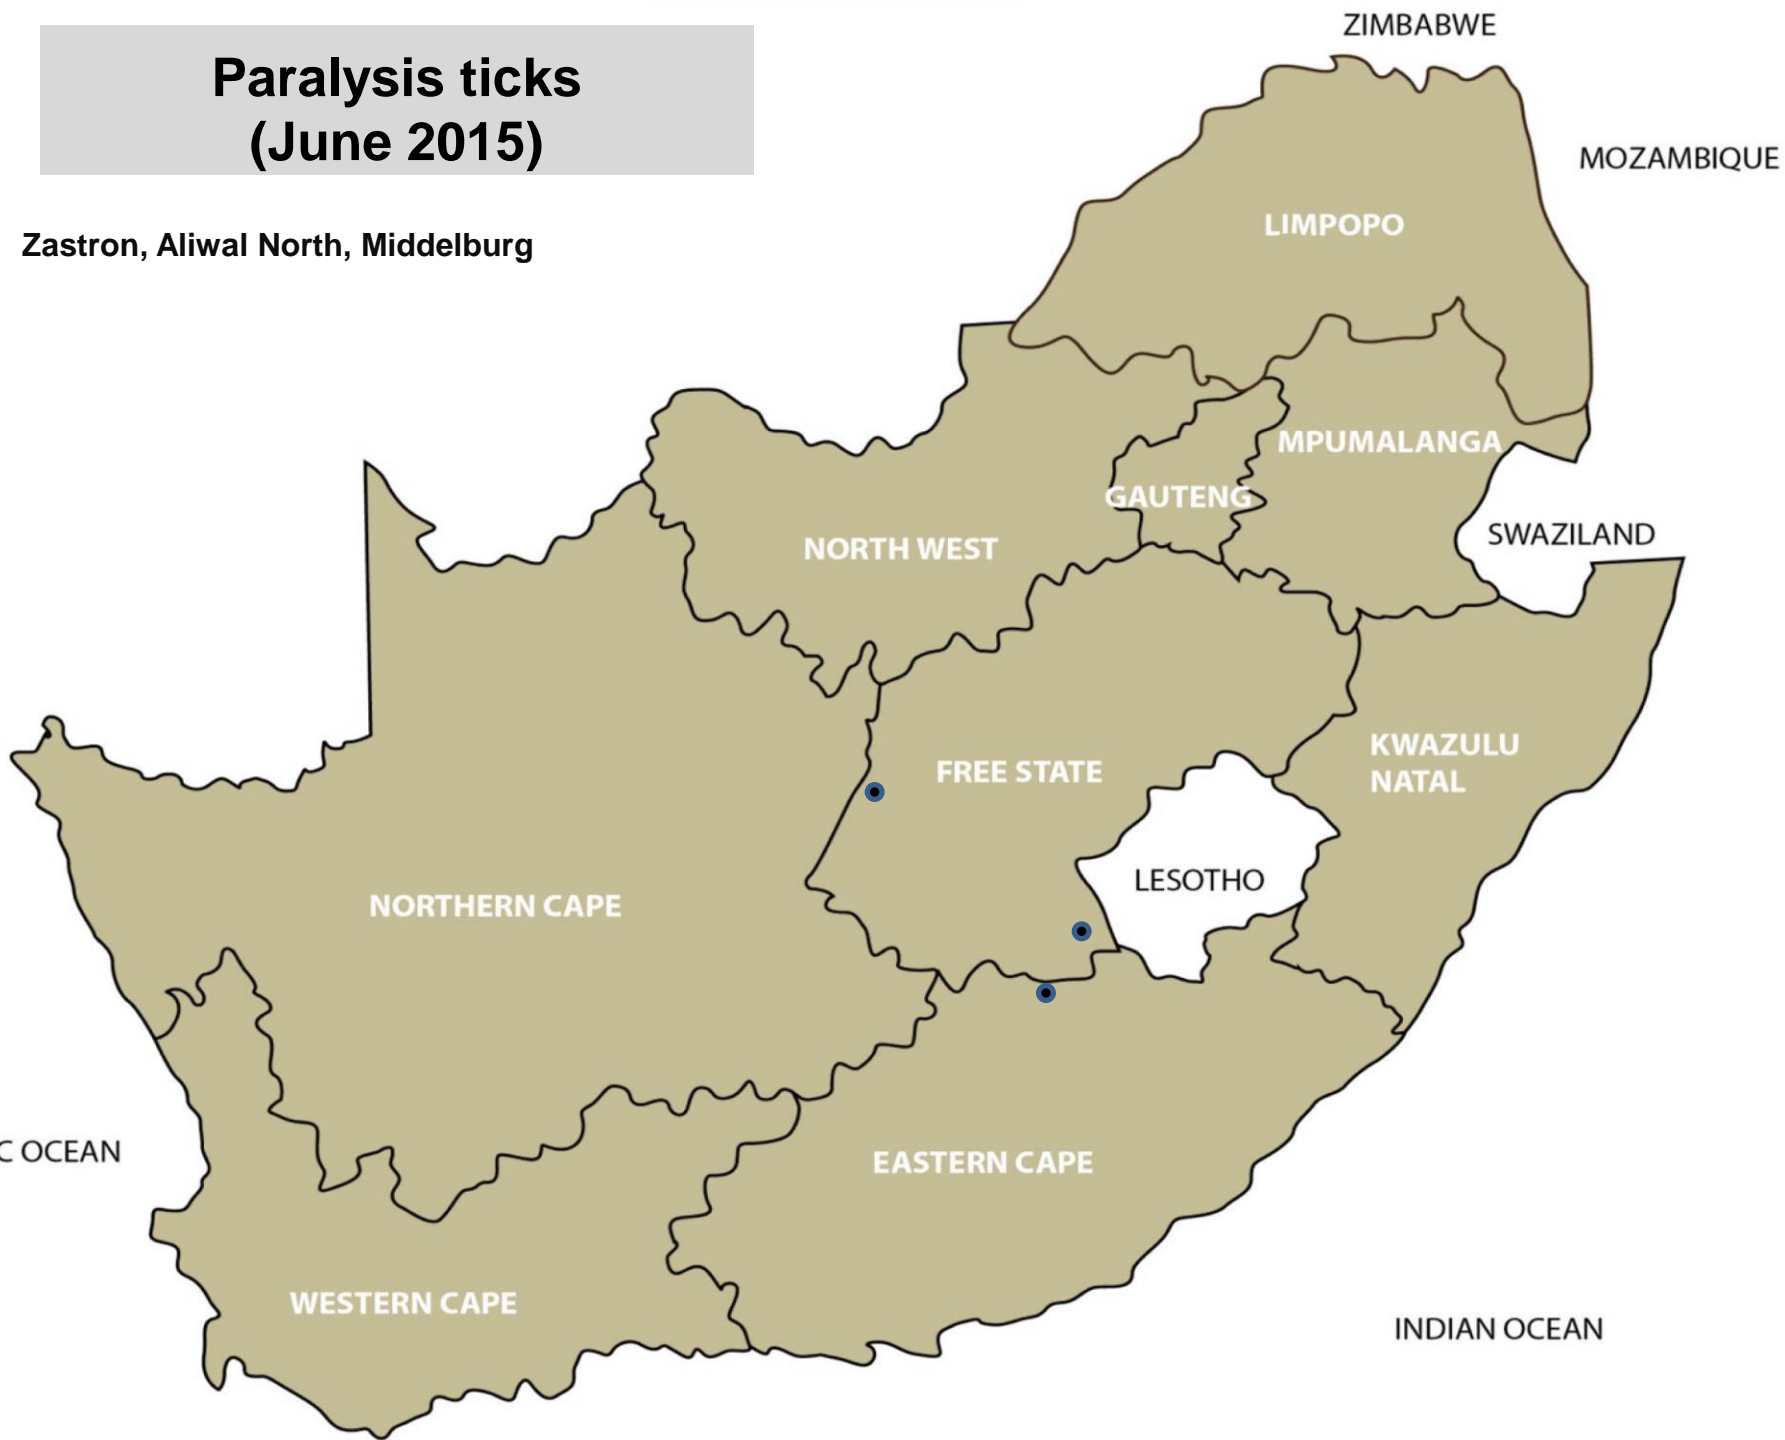 Paralysis ticks
(June 2015)
Zastron, Aliwal North, Middelburg
ZIMBABWE
MOZAMBIQUE
LIMPOPO
MPUMALANGA
GAUTENG
SWAZILAND
NORTH WEST
KWAZULU
NATAL
FREE STATE
LESOTHO
NORTHERN CAPE
C OCEAN
EASTERN CAPE
WESTERN CAPE
INDIAN OCEAN